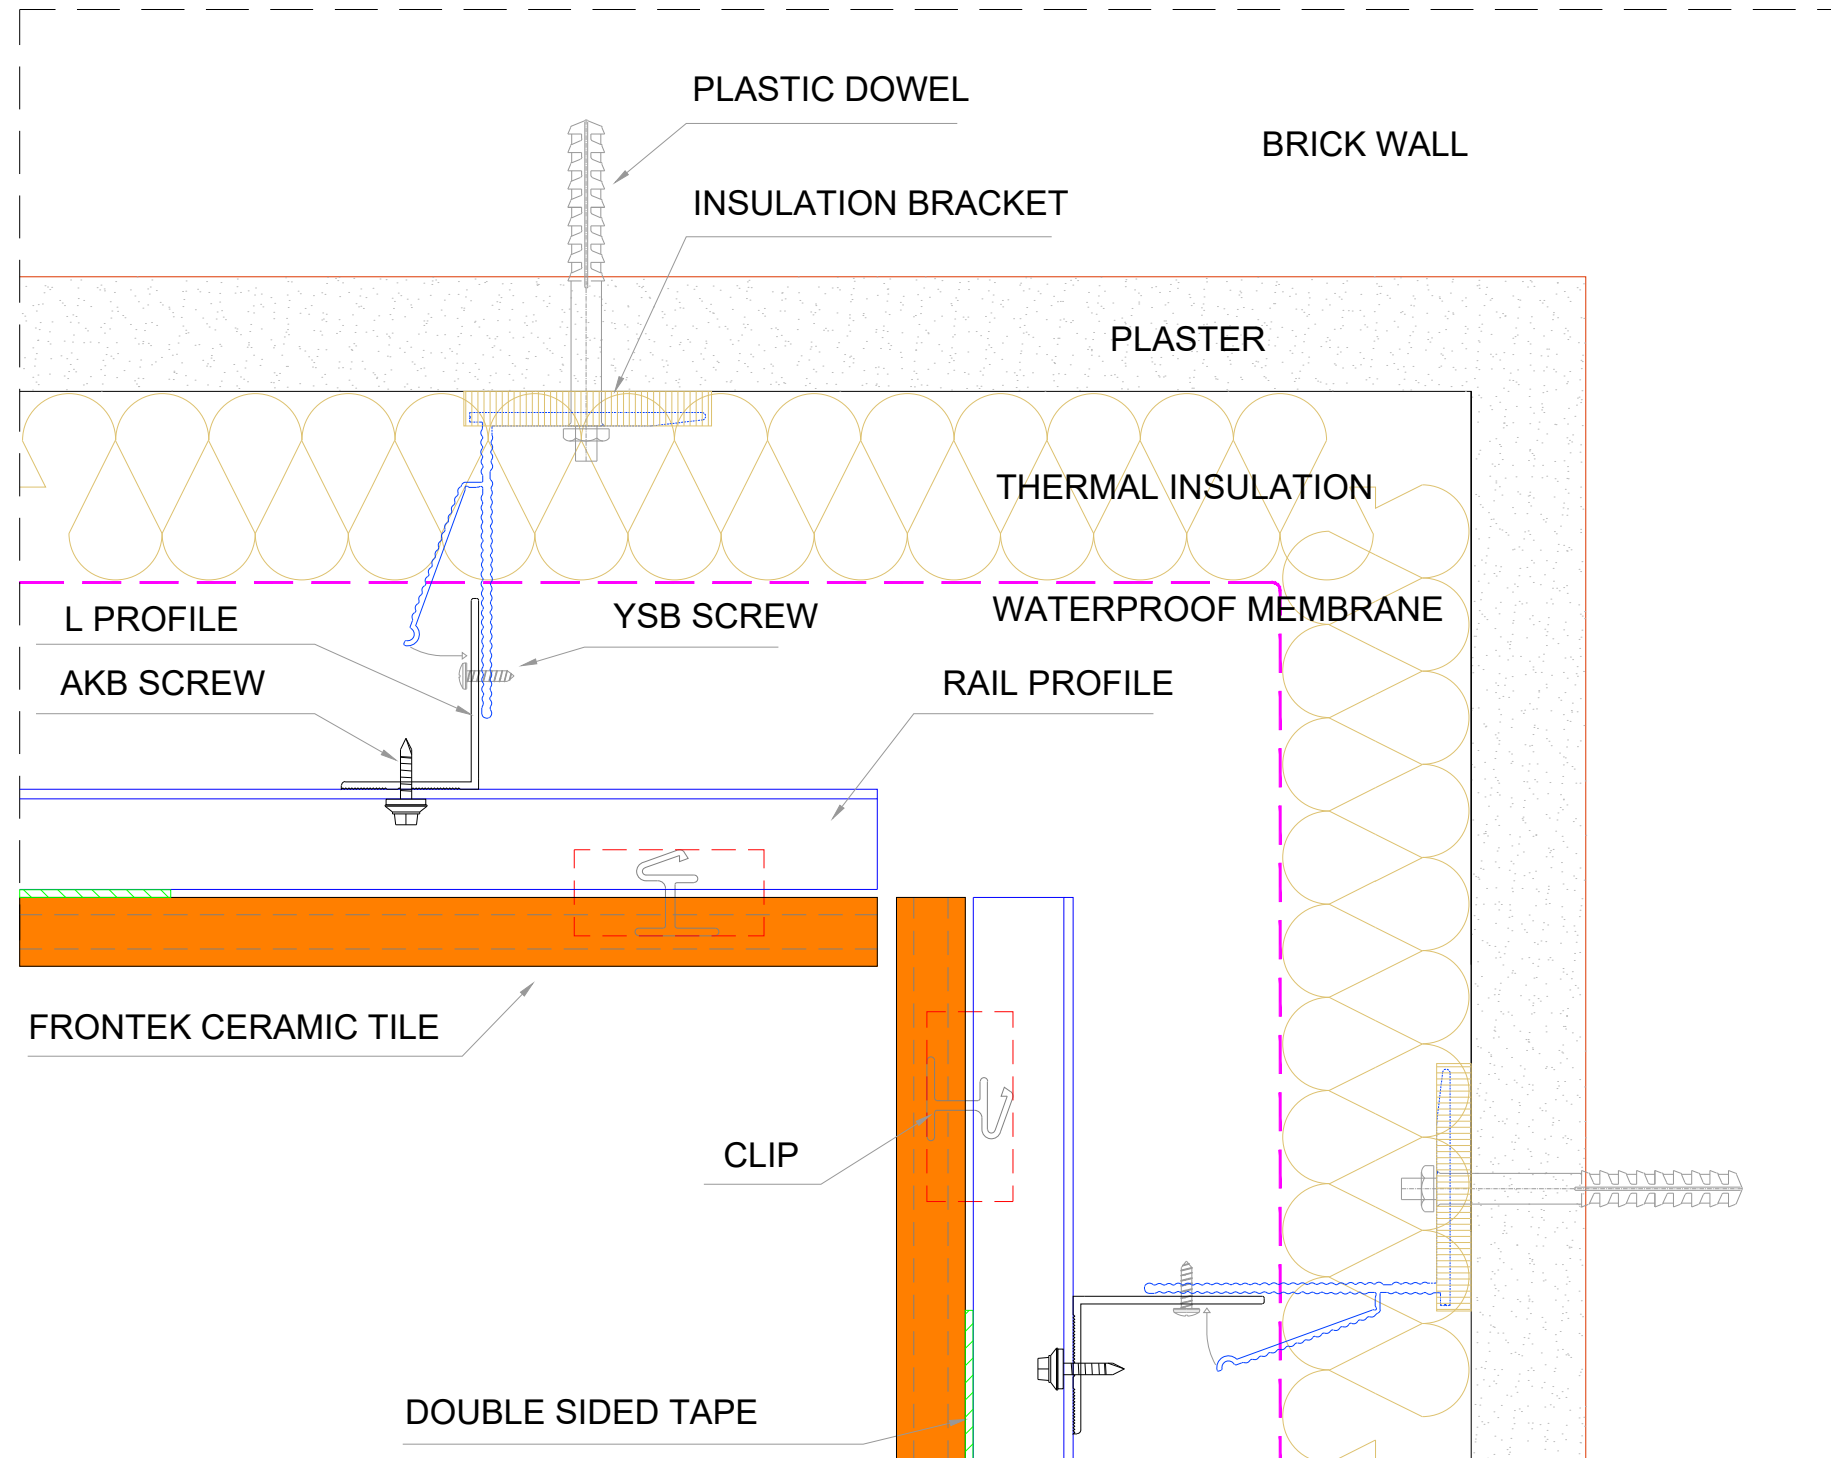 PLASTIC DOWEL
BRICK WALL
INSULATION BRACKET
PLASTER
THERMAL INSULATION
WATERPROOF MEMBRANE
L PROFILE
YSB SCREW
AKB SCREW
RAIL PROFILE
FRONTEK CERAMIC TILE
CLIP
DOUBLE SIDED TAPE